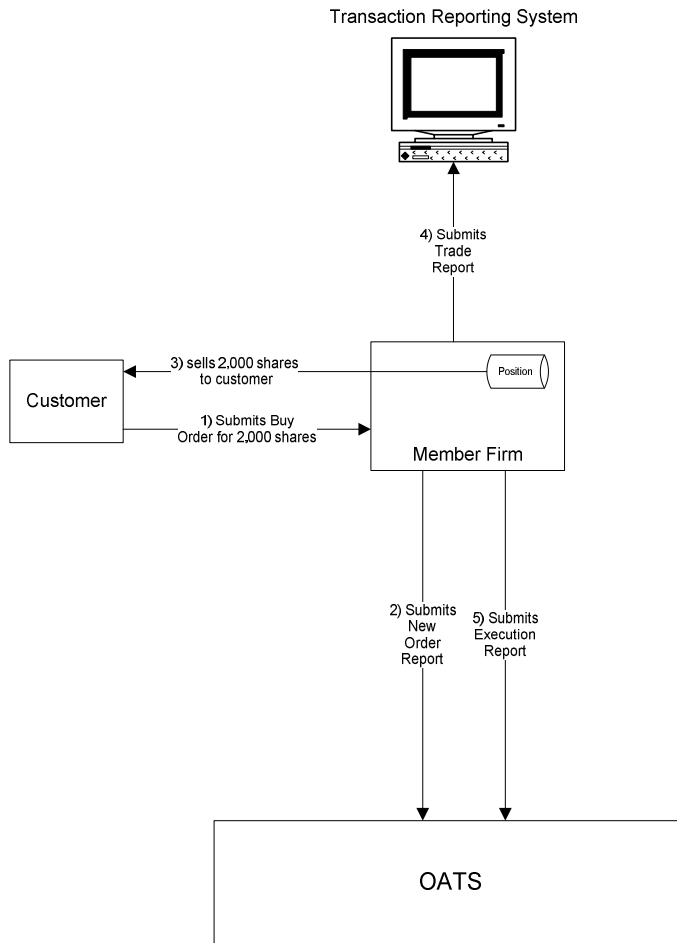 Transaction Reporting System
4) Submits
Trade
Report
3) sells 2,000 shares
to customer
Position
Customer
1) Submits Buy
Order for 2,000 shares
Member Firm
2) Submits
New
Order
Report
5) Submits
Execution
Report
OATS